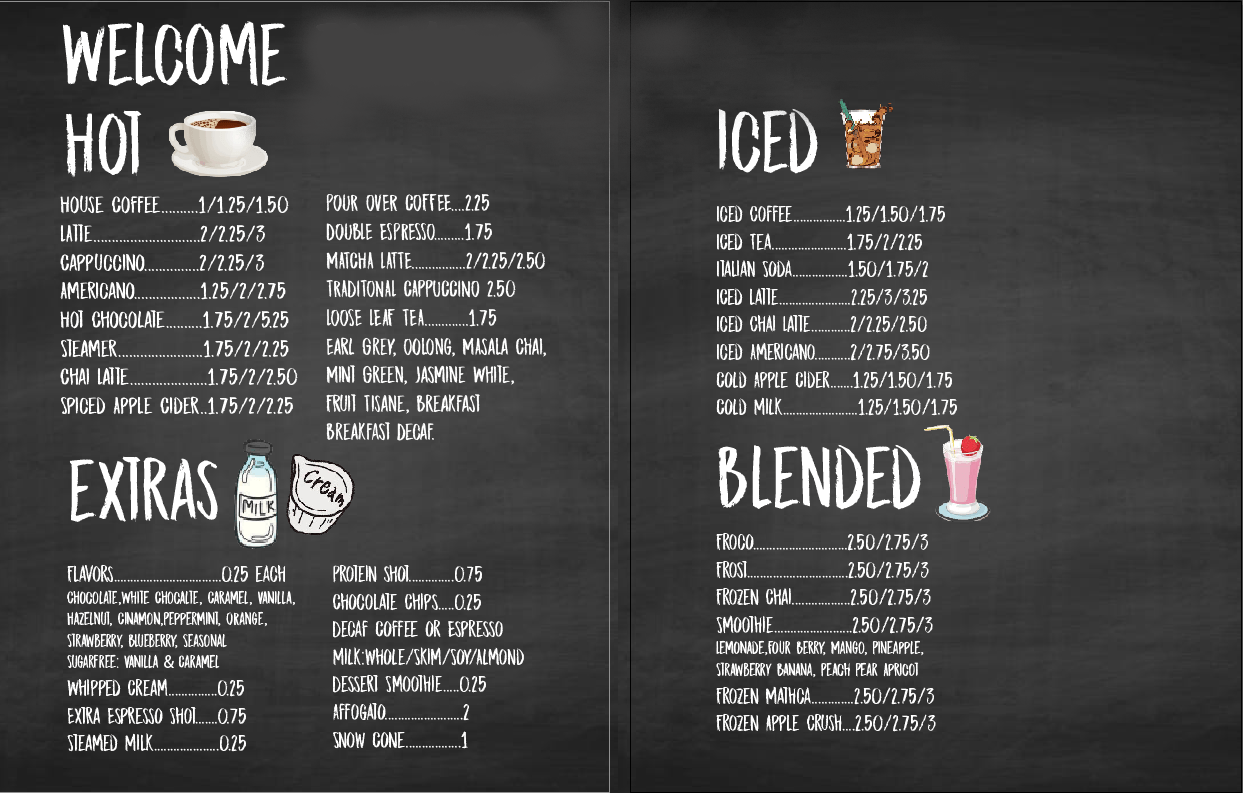 WELCOME
HOT
HOUSE COFFEE.........1/1.25/1.50
LATTE..........................2/2.25/3
CAPPUCCINO.............2/2.25/3
AMERICANO................1.25/2/2.75
HOT CHOCOLATE.........1.75/2/5.25
STEAMER.....................1.75/2/2.25
CHAI LATTE...................1.75/2/2.50
SPICED APPLE CIDER..1.75/2/2.25
POUR OVER COFFEE...2.25
DOUBLE ESPRESSO........1.75
MATCHA LATTE.............2/2.25/2.50
TRADITONAL CAPPUCCINO 2.50
LOOSE LEAF TEA...........1.75
EARL GREY, OOLONG, MASALA CHAI,
MINT GREEN, JASMINE WHITE,
FRUIT TISANE, BREAKFAST
BREAKFAST DECAF.
EXTRAS
MILK
Cream
FLAVORS.................................0.25 EACH
CHOCOLATE,WHITE CHOCALTE, CARAMEL, VANILLA,
HAZELNUT, CINAMON,PEPPERMINT, ORANGE,
STRAWBERRY, BLUEBERRY, SEASONAL
SUGARFREE: VANILLA & CARAMEL
WHIPPED CREAM...............0.25
EXTRA ESPRESSO SHOT......0.75
STEAMED MILK....................0.25
PROTEIN SHOT..............0.75
CHOCOLATE CHIPS.....0.25
DECAF COFFEE OR ESPRESSO
MILK:WHOLE/SKIM/SOY/ALMOND
DESSERT SMOOTHIE.....0.25
AFFOGATO........................2
SNOW CONE.................1
ICED
ICED COFFEE................1.25/1.50/1.75
ICED TEA.......................1.75/2/2.25
ITALIAN SODA.................1.50/1.75/2
ICED LATTE......................2.25/3/3.25
ICED CHAI LATTE............2/2.25/2.50
ICED AMERICANO...........2/2.75/3.50
COLD APPLE CIDER.......1.25/1.50/1.75
COLD MILK.......................1.25/1.50/1.75
BLENDED
FROCO.............................2.50/2.75/3
FROST...............................2.50/2.75/3
FROZEN CHAI..................2.50/2.75/3
SMOOTHIE........................2.50/2.75/3
LEMONADE,FOUR BERRY, MANGO, PINEAPPLE,
STRAWBERRY BANANA, PEACH PEAR APRICOT
FROZEN MATHCA.............2.50/2.75/3
FROZEN APPLE CRUSH...2.50/2.75/3